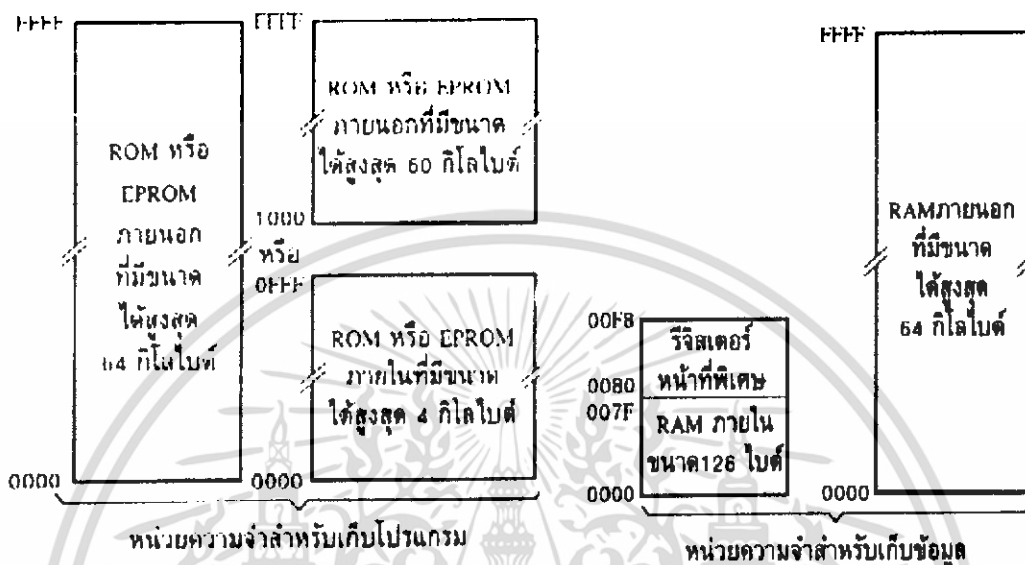 FFFF
ROM หรือ
EPROM
ภายนอก
ที่มีขนาด
ได้สูงสุด
64 กิโลไบต์
0000
FFFF
ROM หรือ EPROM
ภายนอกที่มีขนาด
ได้สูงสุด 60 กิโลไบต์
1000
หรือ
0FFF
ROM หรือ EPROM
ภายในที่มีขนาด
ได้สูงสุด 4 กิโลไบต์
0000
หน่วยความจำสำหรับเก็บโปรแกรม
00F8
รีจิสเตอร์
หน้าที่พิเศษ
0080
007F
RAM ภายใน
ขนาด128 ไบต์
0000
FFFF
RAMภายนอก
ที่มีขนาด
ได้สูงสุด
64 กิโลไบต์
0000
หน่วยความจำสำหรับเก็บข้อมูล